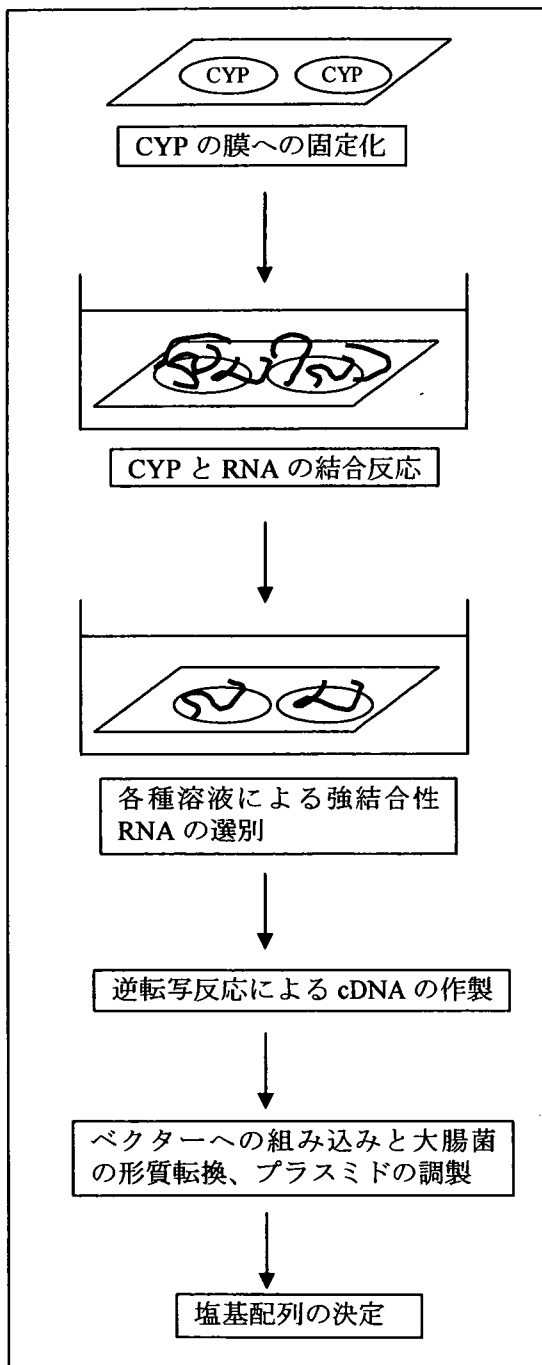 CYP CYP
CYP の膜への固定化
CYP と RNA の結合反応
各種溶液による強結合性
RNA の選別
逆転写反応による cDNA の作製
ベクターへの組み込みと大腸菌
の形質転換、プラスミドの調製
塩基配列の決定